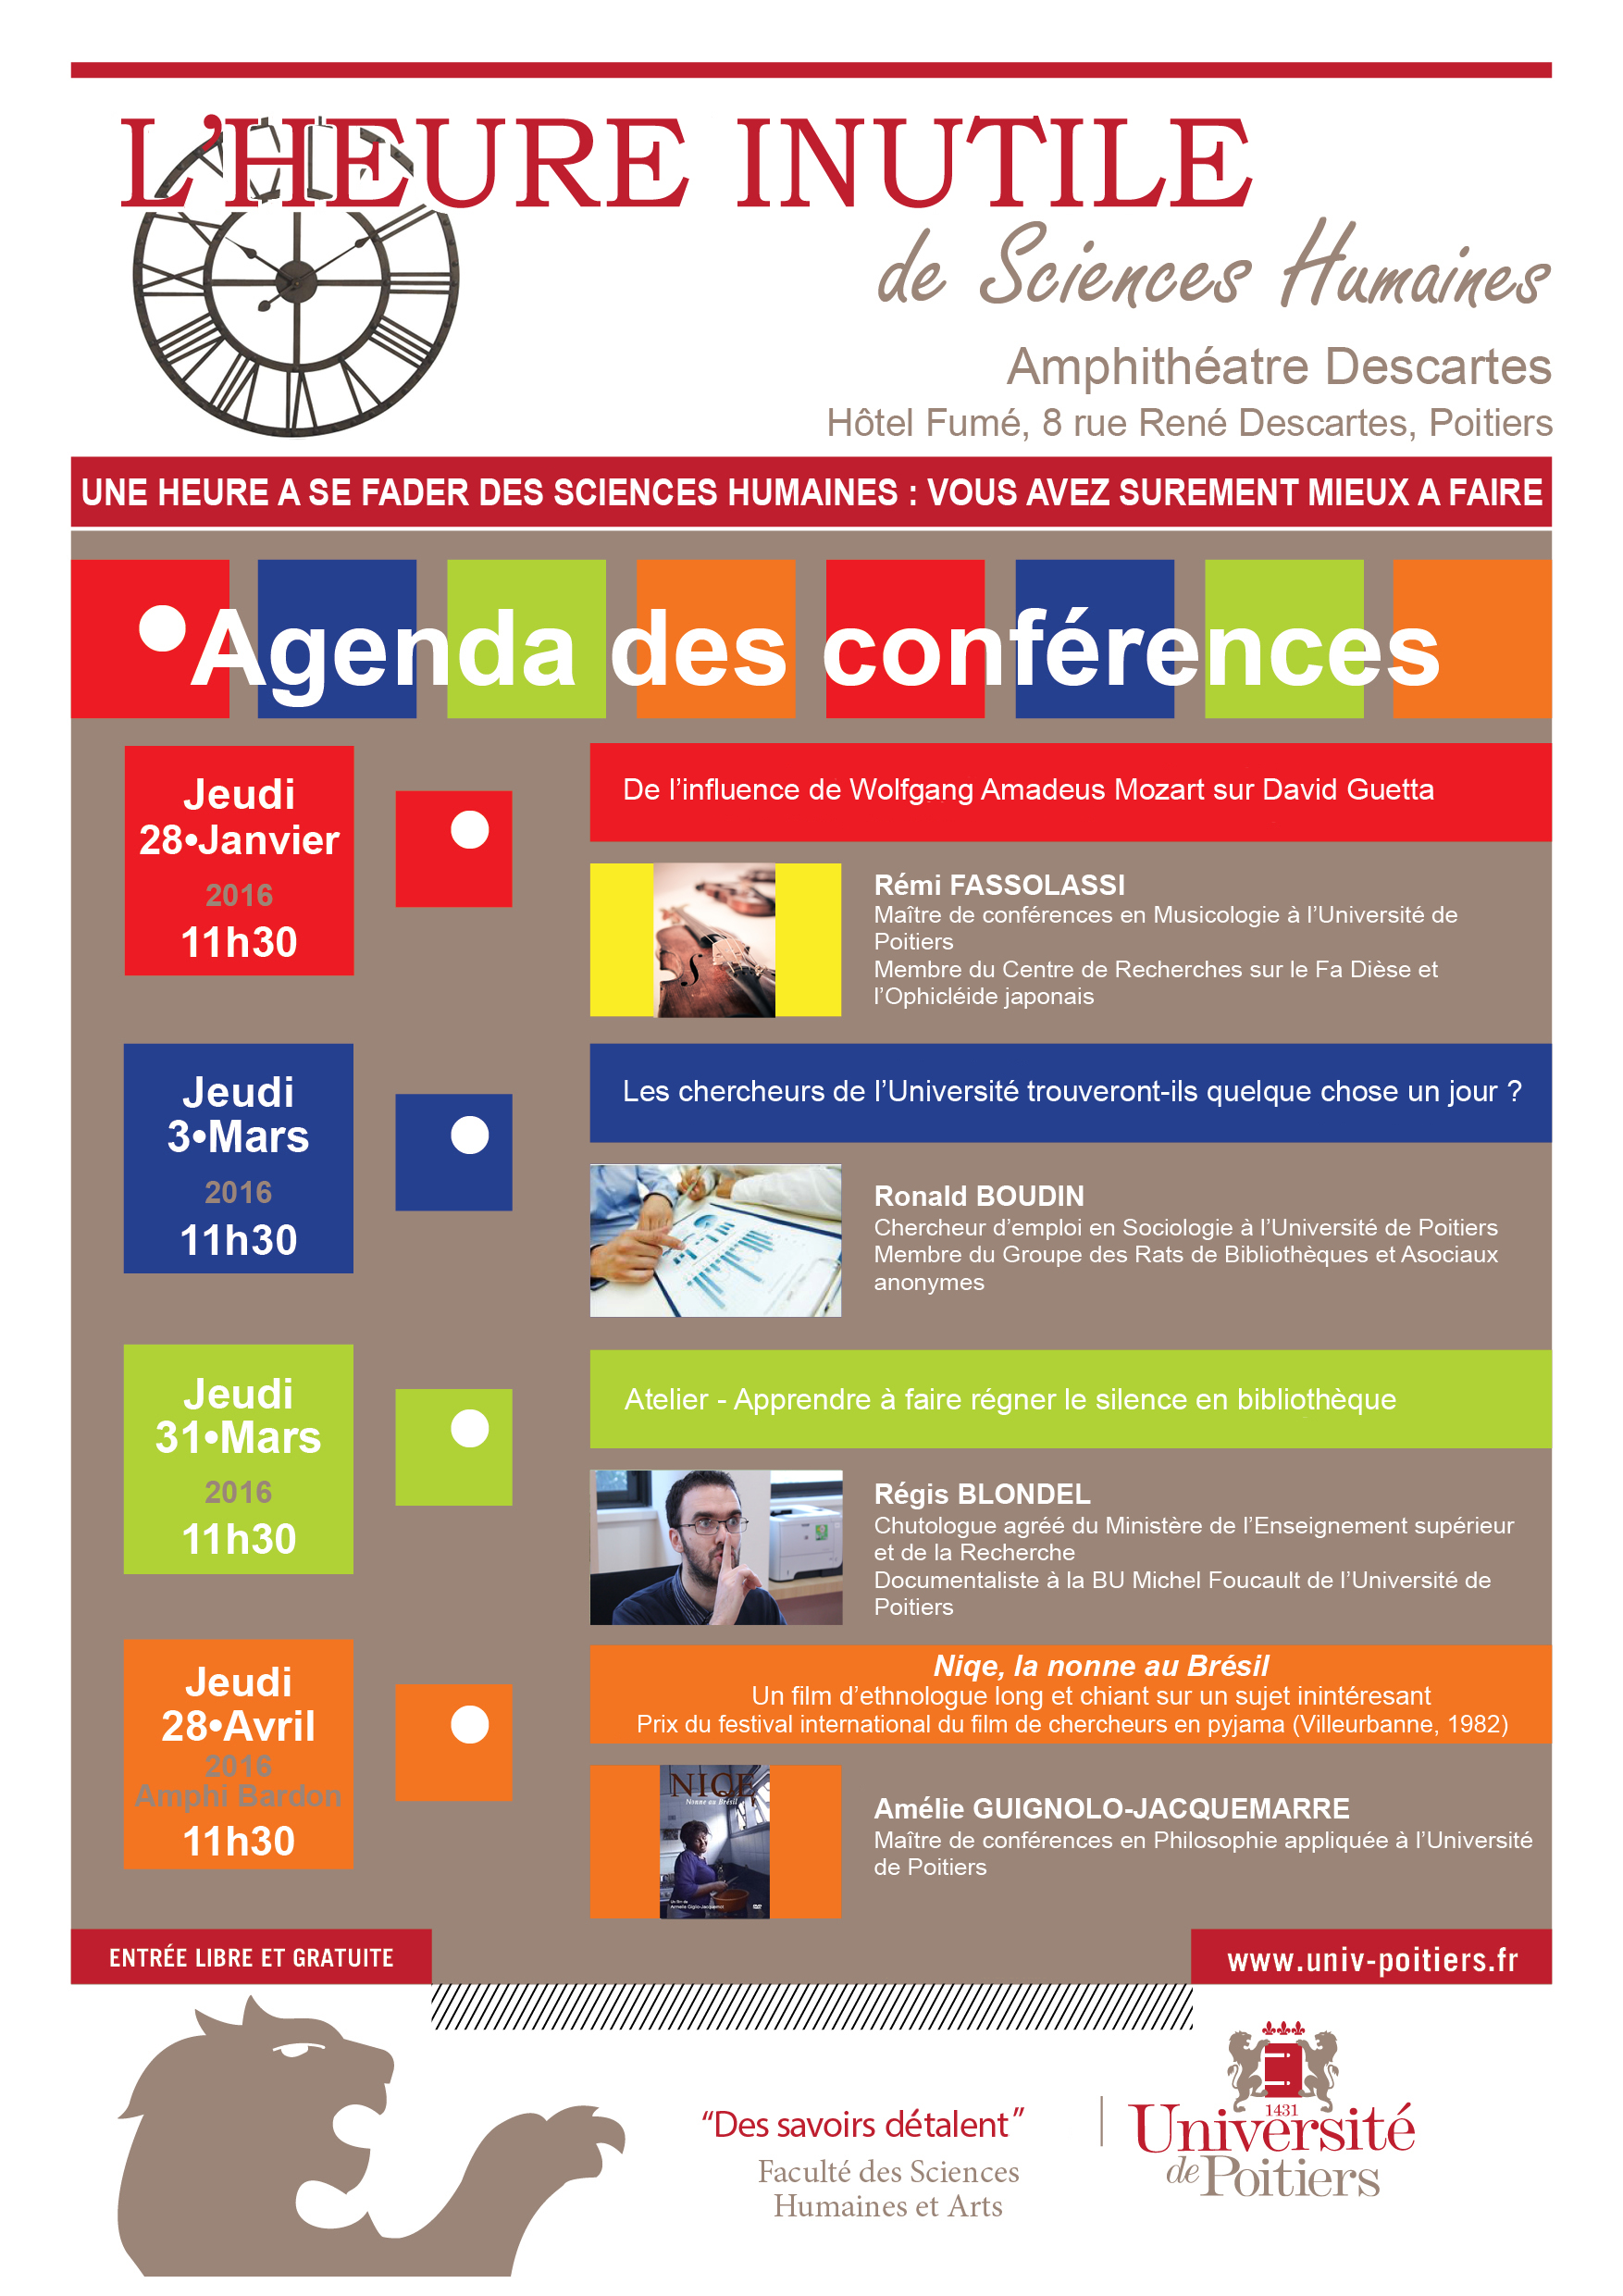 L'HEURE INUTILE
de Sciences Humaines
Amphithéatre Descartes
Hôtel Fumé, 8 rue René Descartes, Poitiers
UNE HEURE A SE FADER DES SCIENCES HUMAINES : VOUS AVEZ SUREMENT MIEUX A FAIRE
•Agenda des conférences
Jeudi
28•Janvier
2016
11h30
De l'influence de Wolfgang Amadeus Mozart sur David Guetta
Rémi FASSOLASSI
Maître de conférences en Musicologie à l'Université de
Poitiers
Membre du Centre de Recherches sur le Fa Dièse et
l'Ophicléide japonais
Jeudi
3•Mars
2016
11h30
Les chercheurs de l'Université trouveront-ils quelque chose un jour ?
Ronald BOUDIN
Chercheur d'emploi en Sociologie à l'Université de Poitiers
Membre du Groupe des Rats de Bibliothèques et Asociaux
anonymes
Jeudi
31•Mars
2016
11h30
Atelier - Apprendre à faire régner le silence en bibliothèque
Régis BLONDEL
Chutologue agréé du Ministère de l'Enseignement supérieur
et de la Recherche
Documentaliste à la BU Michel Foucault de l'Université de
Poitiers
Jeudi
28•Avril
2016
Amphi Bardon
11h30
Niqe, la nonne au Brésil
Un film d'ethnologue long et chiant sur un sujet inintéresant
Prix du festival international du film de chercheurs en pyjama (Villeurbanne, 1982)
NIQE
Nonne au Brésil
Un film de
Armelle Giglio-Jacquemot
DVD
Amélie GUIGNOLO-JACQUEMARRE
Maître de conférences en Philosophie appliquée à l'Université
de Poitiers
ENTRÉE LIBRE ET GRATUITE
www.univ-poitiers.fr
"Des savoirs détalent"
Faculté des Sciences
Humaines et Arts
1431
Université
de Poitiers